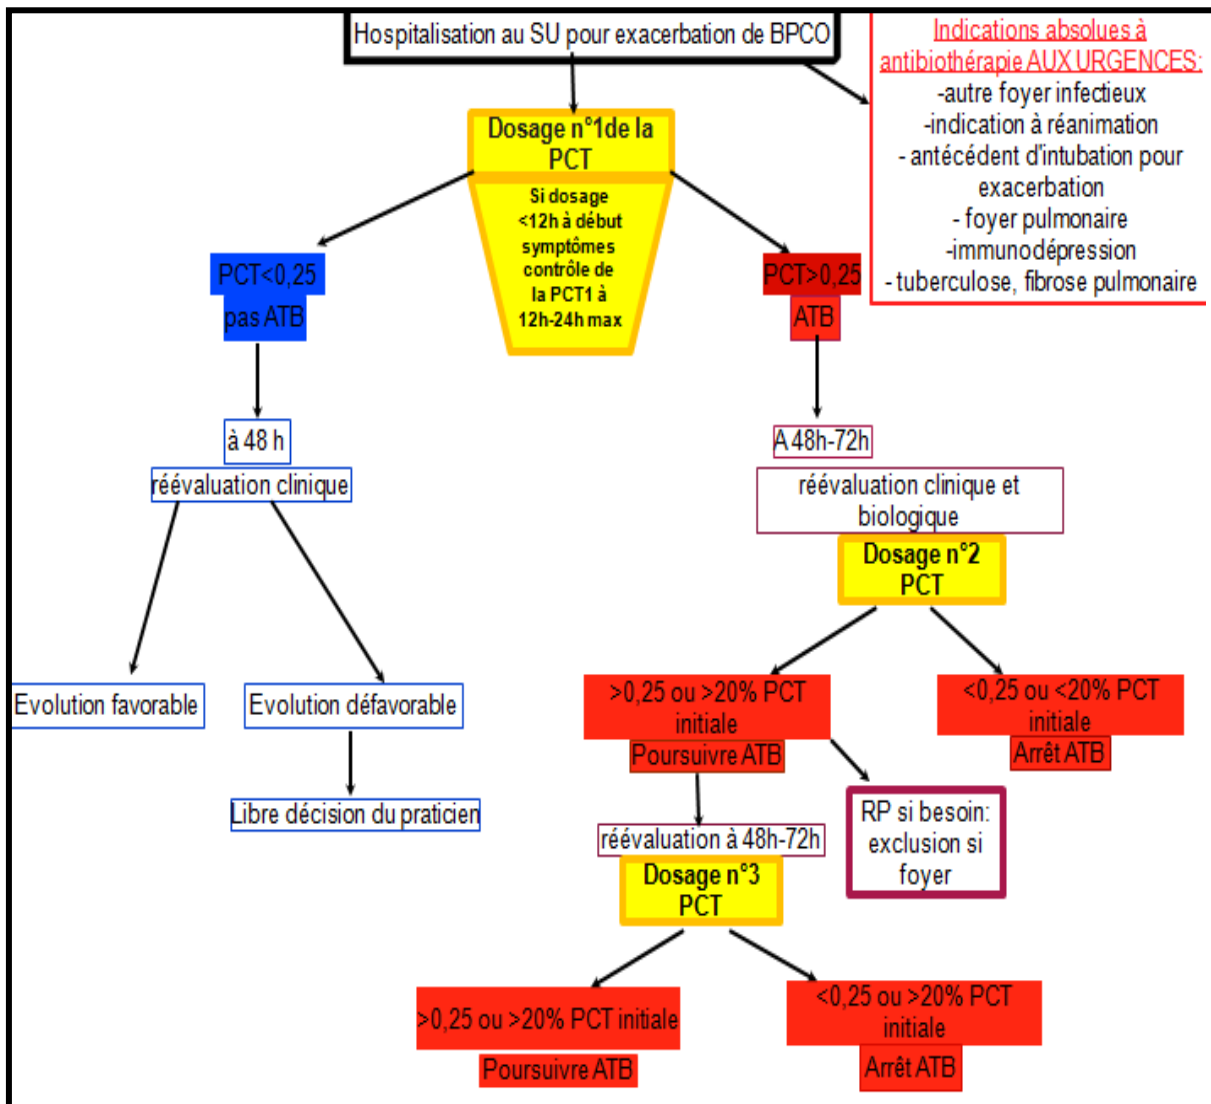 Hospitalisation au SU pour exacerbation de BPCO
Indications absolues à
antibiothérapie AUX URGENCES:
-autre foyer infectieux
-indication à réanimation
- antécédent d'intubation pour
exacerbation
- foyer pulmonaire
-immunodépression
- tuberculose, fibrose pulmonaire
Dosage n°1de la
PCT
Si dosage
<12h à début
symptômes
contrôle de
la PCT1 à
12h-24h max
PCT<0,25
pas ATB
PCT>0,25
ATB
à 48 h
réévaluation clinique
A 48h-72h
réévaluation clinique et
biologique
Dosage n°2
PCT
Evolution favorable
Evolution défavorable
Libre décision du praticien
>0,25 ou >20% PCT
initiale
Poursuivre ATB
<0,25 ou <20% PCT
initiale
Arrêt ATB
RP si besoin:
exclusion si
foyer
réévaluation à 48h-72h
Dosage n°3
PCT
>0,25 ou >20% PCT initiale
Poursuivre ATB
<0,25 ou >20% PCT
initiale
Arrêt ATB